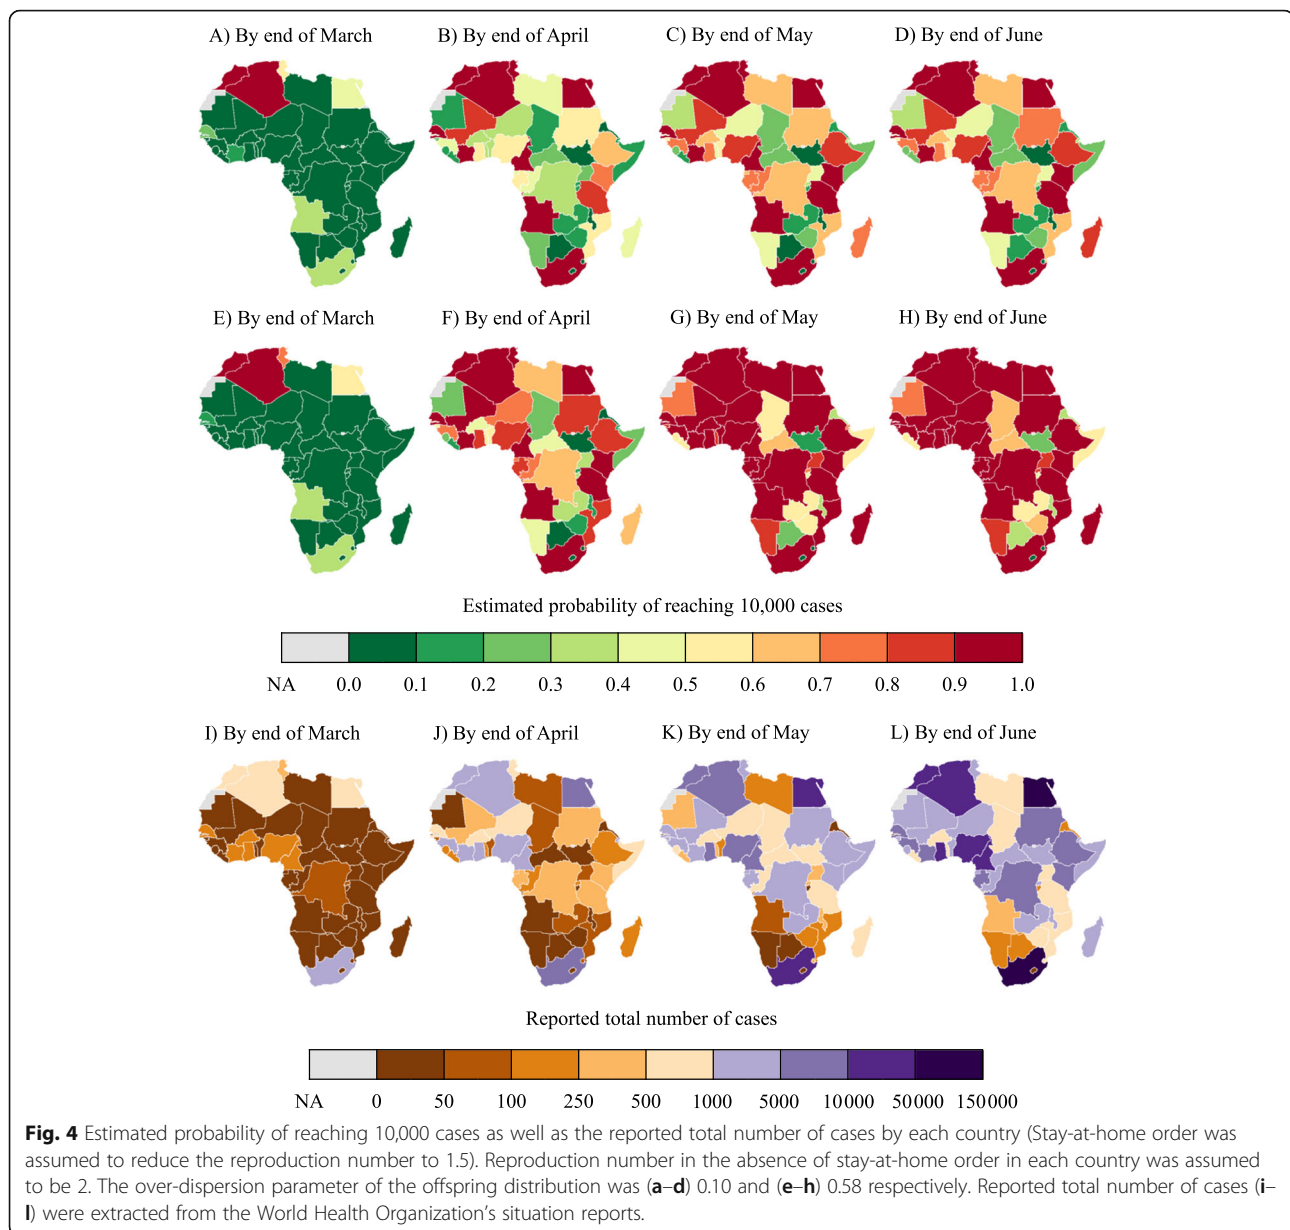 A) By end of March B) By end of April C) By end of May D) By end of June
E) By end of March F) By end of April G) By end of May H) By end of June
Estimated probability of reaching 10,000 cases
NA 0.0 0.1 0.2 0.3 0.4 0.5 0.6 0.7 0.8 0.9 1.0
I) By end of March J) By end of April K) By end of May L) By end of June
Reported total number of cases
NA 0 50 100 250 500 1000 5000 10000 50000 150000
Fig. 4 Estimated probability of reaching 10,000 cases as well as the reported total number of cases by each country (Stay-at-home order was
assumed to reduce the reproduction number to 1.5). Reproduction number in the absence of stay-at-home order in each country was assumed
to be 2. The over-dispersion parameter of the offspring distribution was (a–d) 0.10 and (e–h) 0.58 respectively. Reported total number of cases (i–
l) were extracted from the World Health Organization's situation reports.